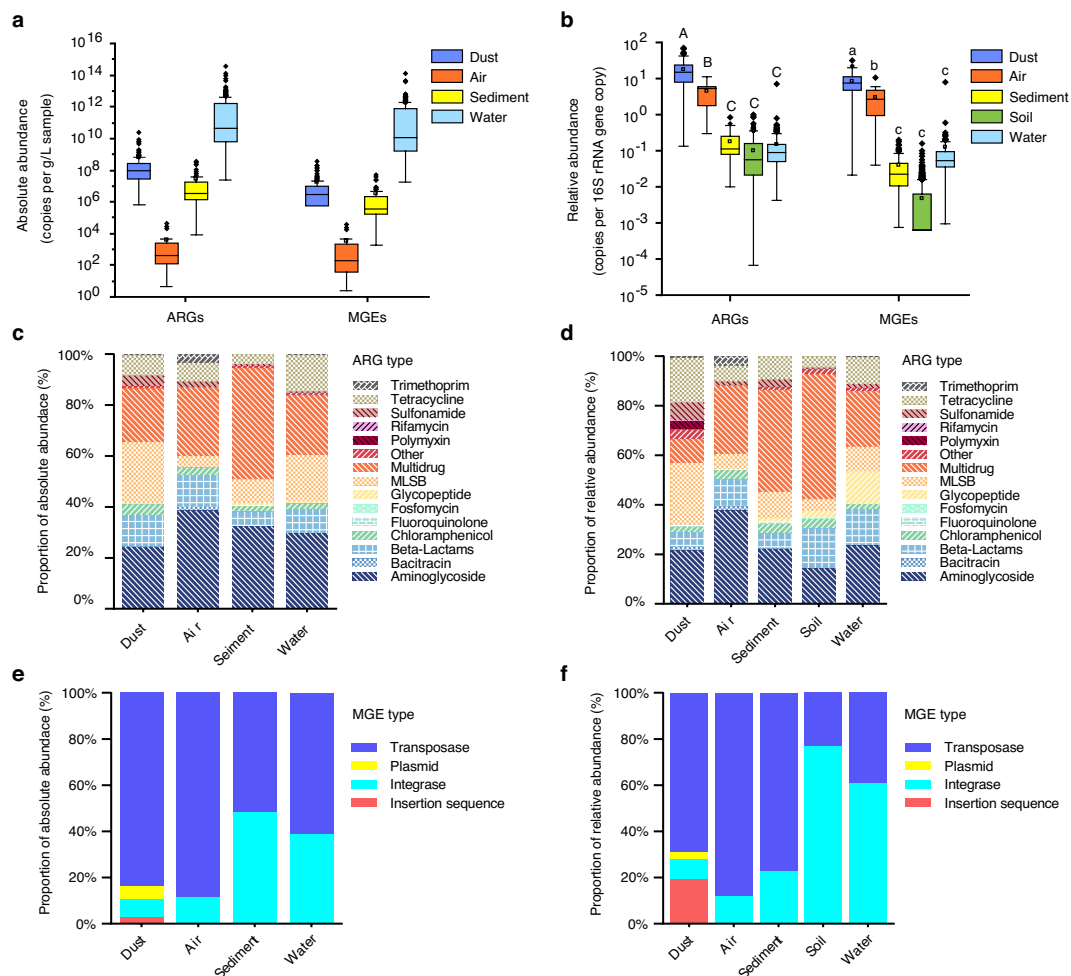 a
Absolute abundance
(copies per g/L sample)
10^16
10^14
10^12
10^10
10^8
10^6
10^4
10^2
10^0
ARGs
MGEs
Dust
Air
Sediment
Water
b
Relative abundance
(copies per 16S rRNA gene copy)
10^2
10^1
10^0
10^-1
10^-2
10^-3
10^-4
10^-5
A
B
C
C
C
a
b
c
c
c
ARGs
MGEs
Dust
Air
Sediment
Soil
Water
c
Proportion of absolute abundance (%)
100%
80%
60%
40%
20%
0%
Dust
Ai r
Seiment
Water
ARG type
Trimethoprim
Tetracycline
Sulfonamide
Rifamycin
Polymyxin
Other
Multidrug
MLSB
Glycopeptide
Fosfomycin
Fluoroquinolone
Chloramphenicol
Beta-Lactams
Bacitracin
Aminoglycoside
d
Proportion of relative abundance (%)
100%
80%
60%
40%
20%
0%
Dust
Air
Sediment
Soil
Water
ARG type
Trimethoprim
Tetracycline
Sulfonamide
Rifamycin
Polymyxin
Other
Multidrug
MLSB
Glycopeptide
Fosfomycin
Fluoroquinolone
Chloramphenicol
Beta-Lactams
Bacitracin
Aminoglycoside
e
Proportion of absolute abundace (%)
100%
80%
60%
40%
20%
0%
Dust
Air
Sediment
Water
MGE type
Transposase
Plasmid
Integrase
Insertion sequence
f
Proportion of relative abundance (%)
100%
80%
60%
40%
20%
0%
Dust
Air
Sediment
Soil
Water
MGE type
Transposase
Plasmid
Integrase
Insertion sequence